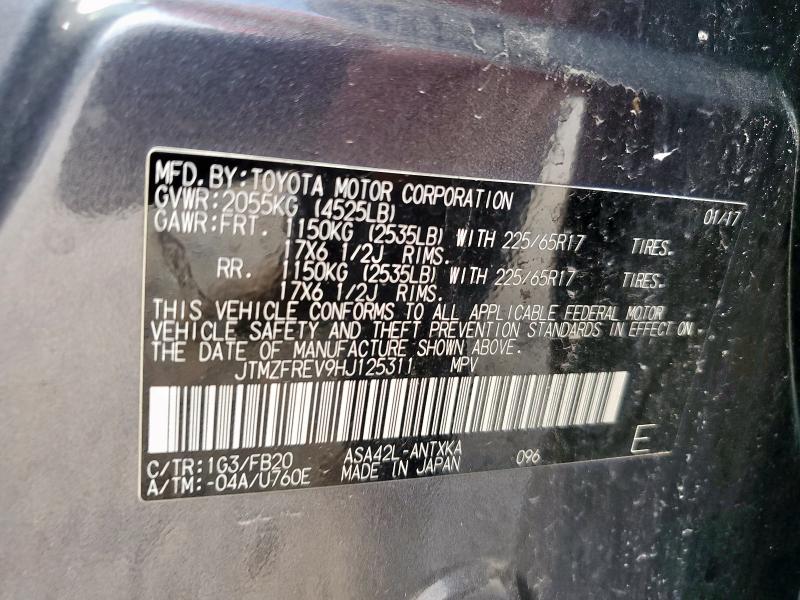 MFD. BY: TOYOTA MOTOR CORPORATION 01/17
GVWR: 2055KG (4525LB)
GAWR: FRT. 1150KG (2535LB) WITH 225/65R17 TIRES.
17X6 1/2J RIMS.
RR. 1150KG (2535LB) WITH 225/65R17 TIRES.
17X6 1/2J RIMS.
THIS VEHICLE CONFORMS TO ALL APPLICABLE FEDERAL MOTOR
VEHICLE SAFETY AND THEFT PREVENTION STANDARDS IN EFFECT ON
THE DATE OF MANUFACTURE SHOWN ABOVE.
JTMZFREV9HJ125311 MPV
C/TR: 1G3/FB20 ASA42L-ANTXKA 096 E
A/TM: -04A/U760E MADE IN JAPAN